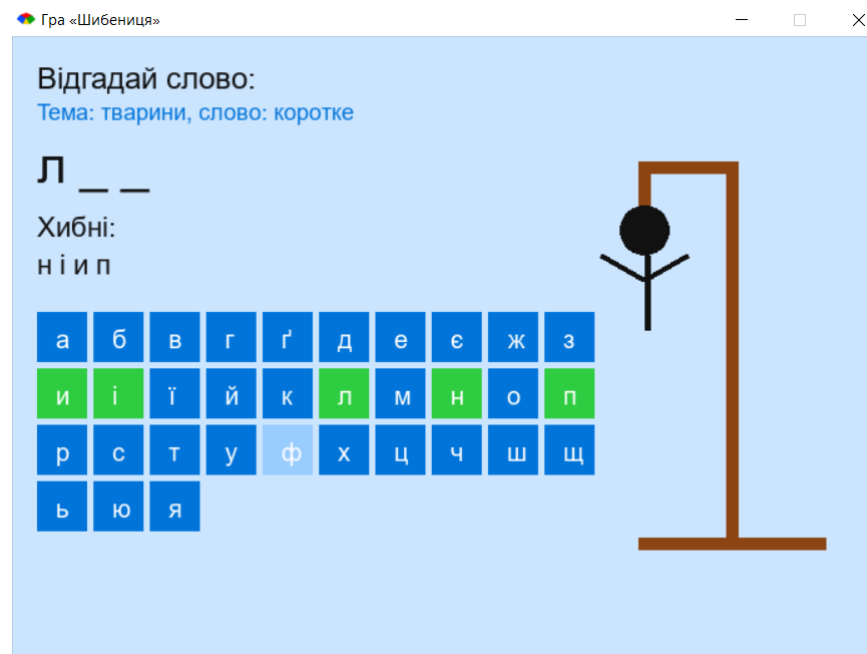 Гра «Шибениця»
Відгадай слово:
Тема: тварини, слово: коротке
Л _ _
Хибні:
н і и п
а б в г ґ д е є ж з
и і ї й к л м н о п
р с т у ф х ц ч ш щ
ь ю я